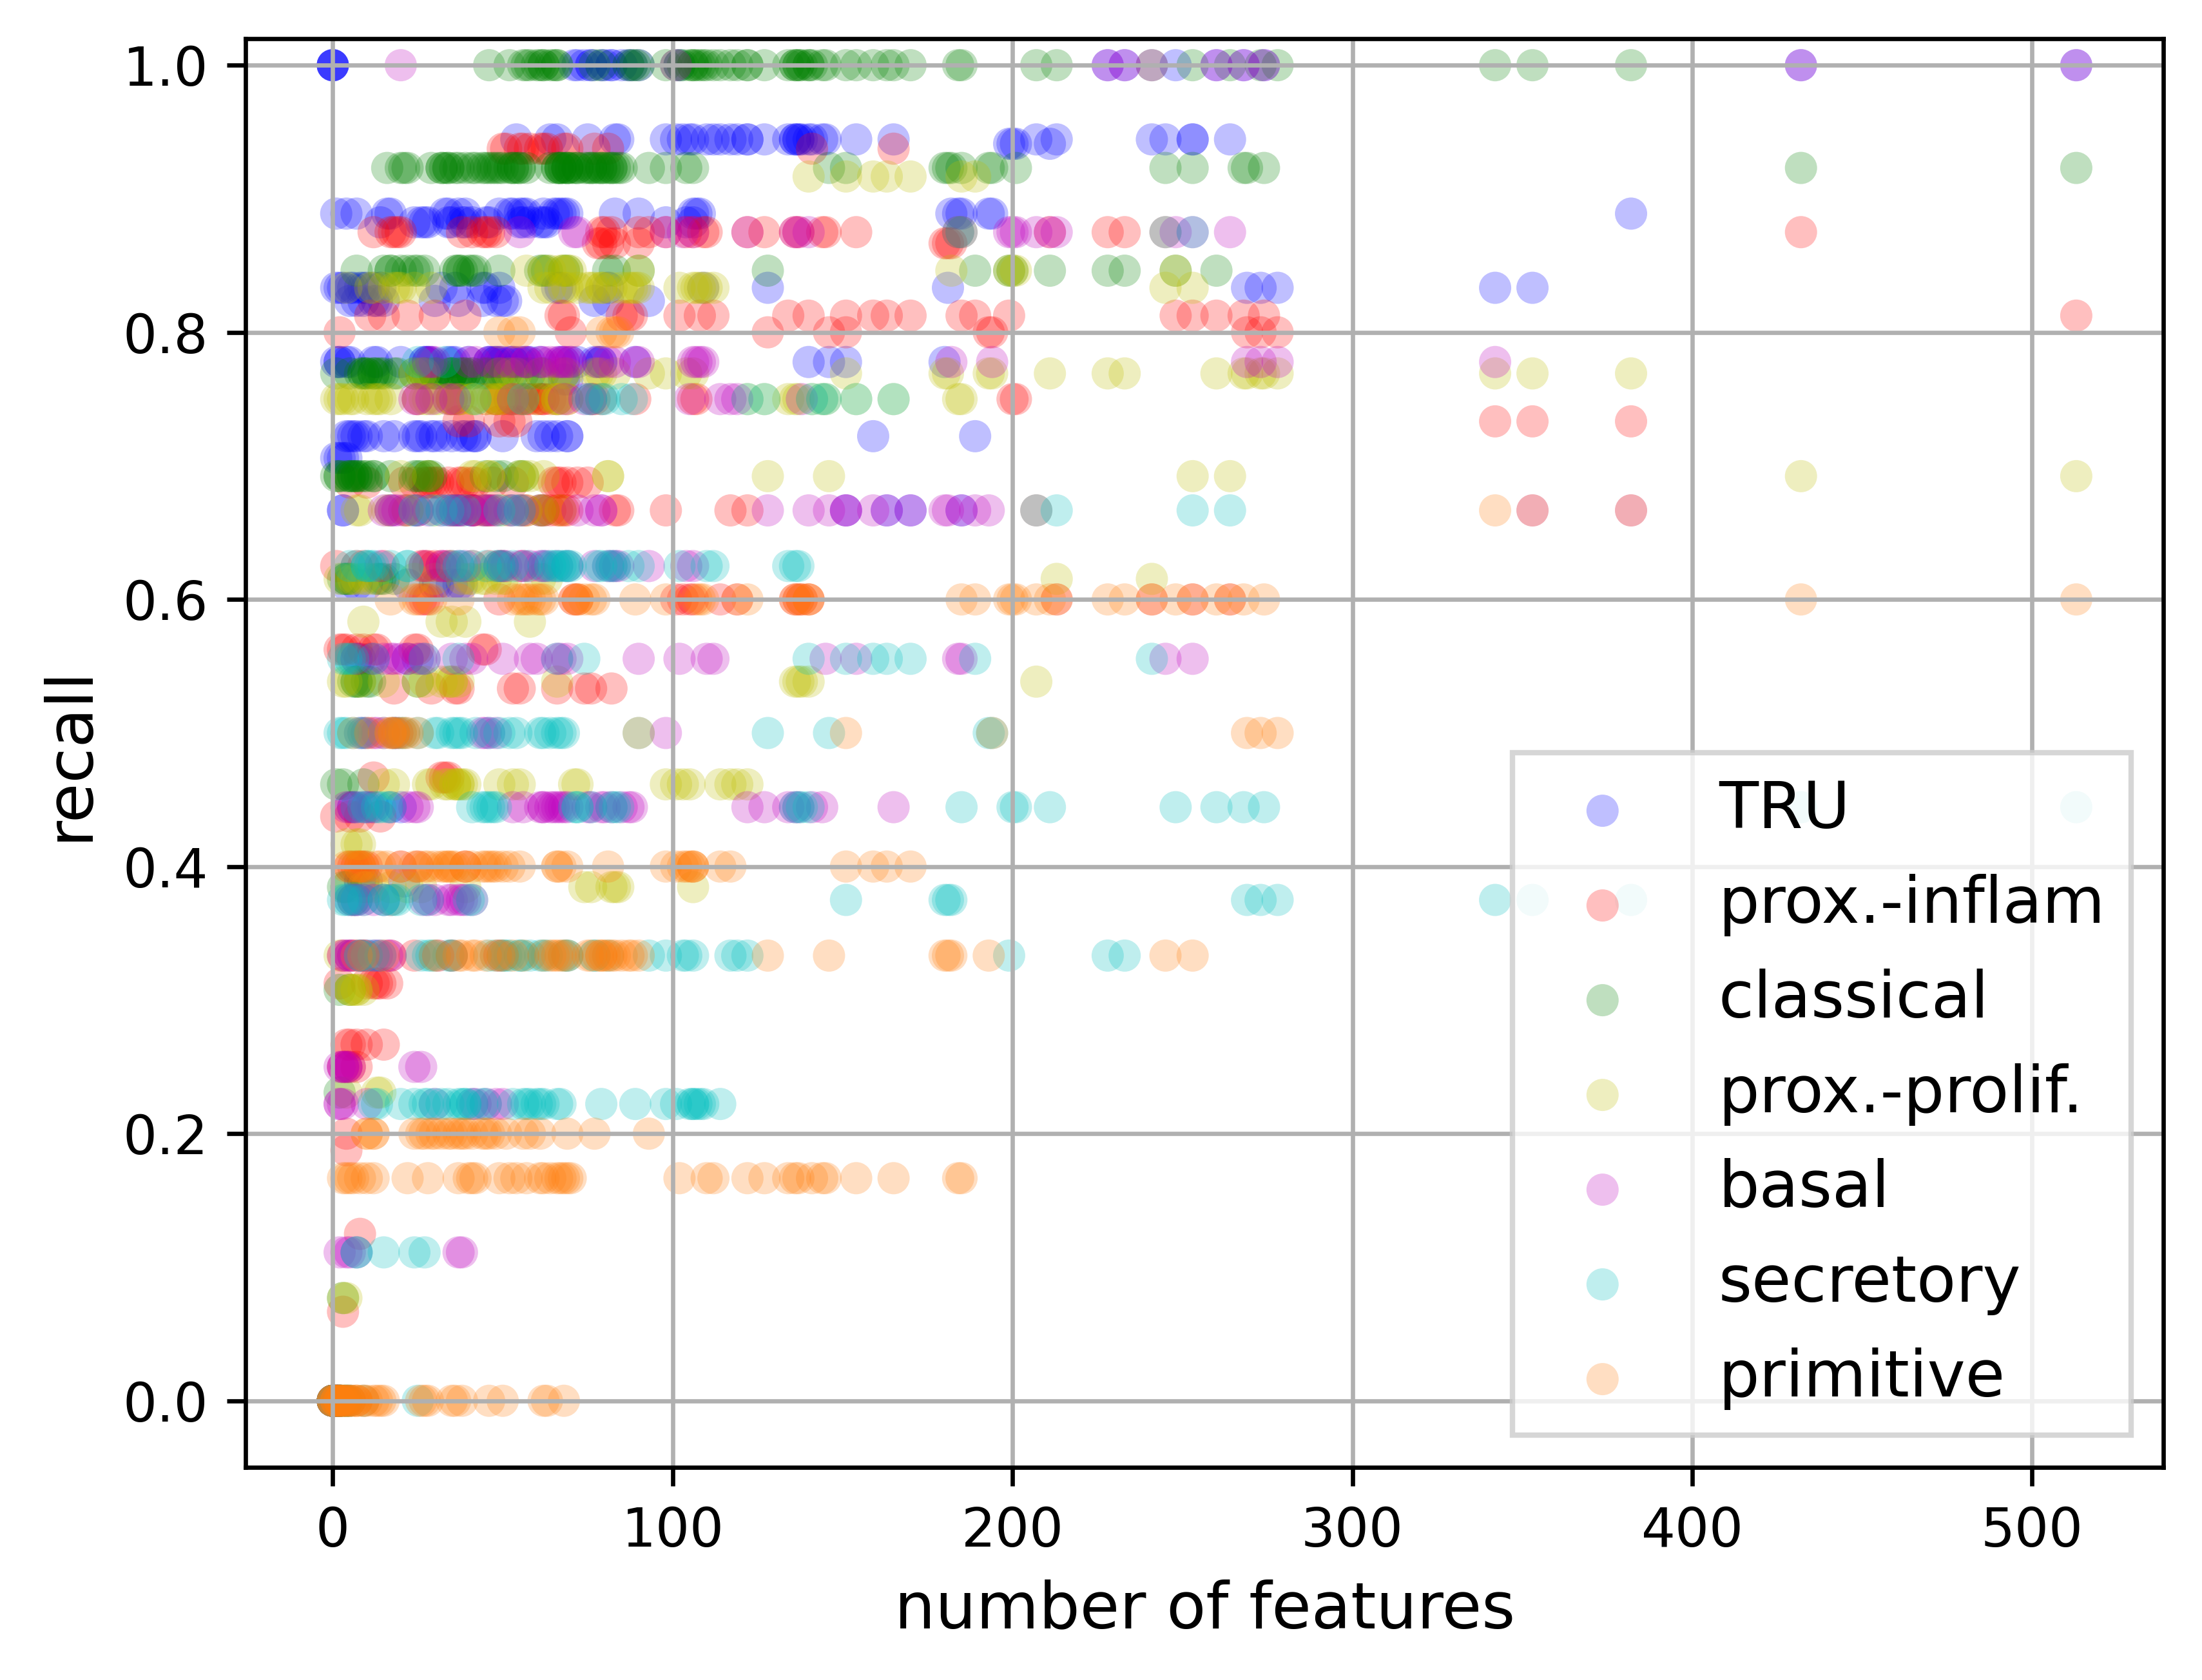 1.0
0.8
0.6
0.4
0.2
0.0
recall
0 100 200 300 400 500
number of features
TRU
prox.-inflam
classical
prox.-prolif.
basal
secretory
primitive